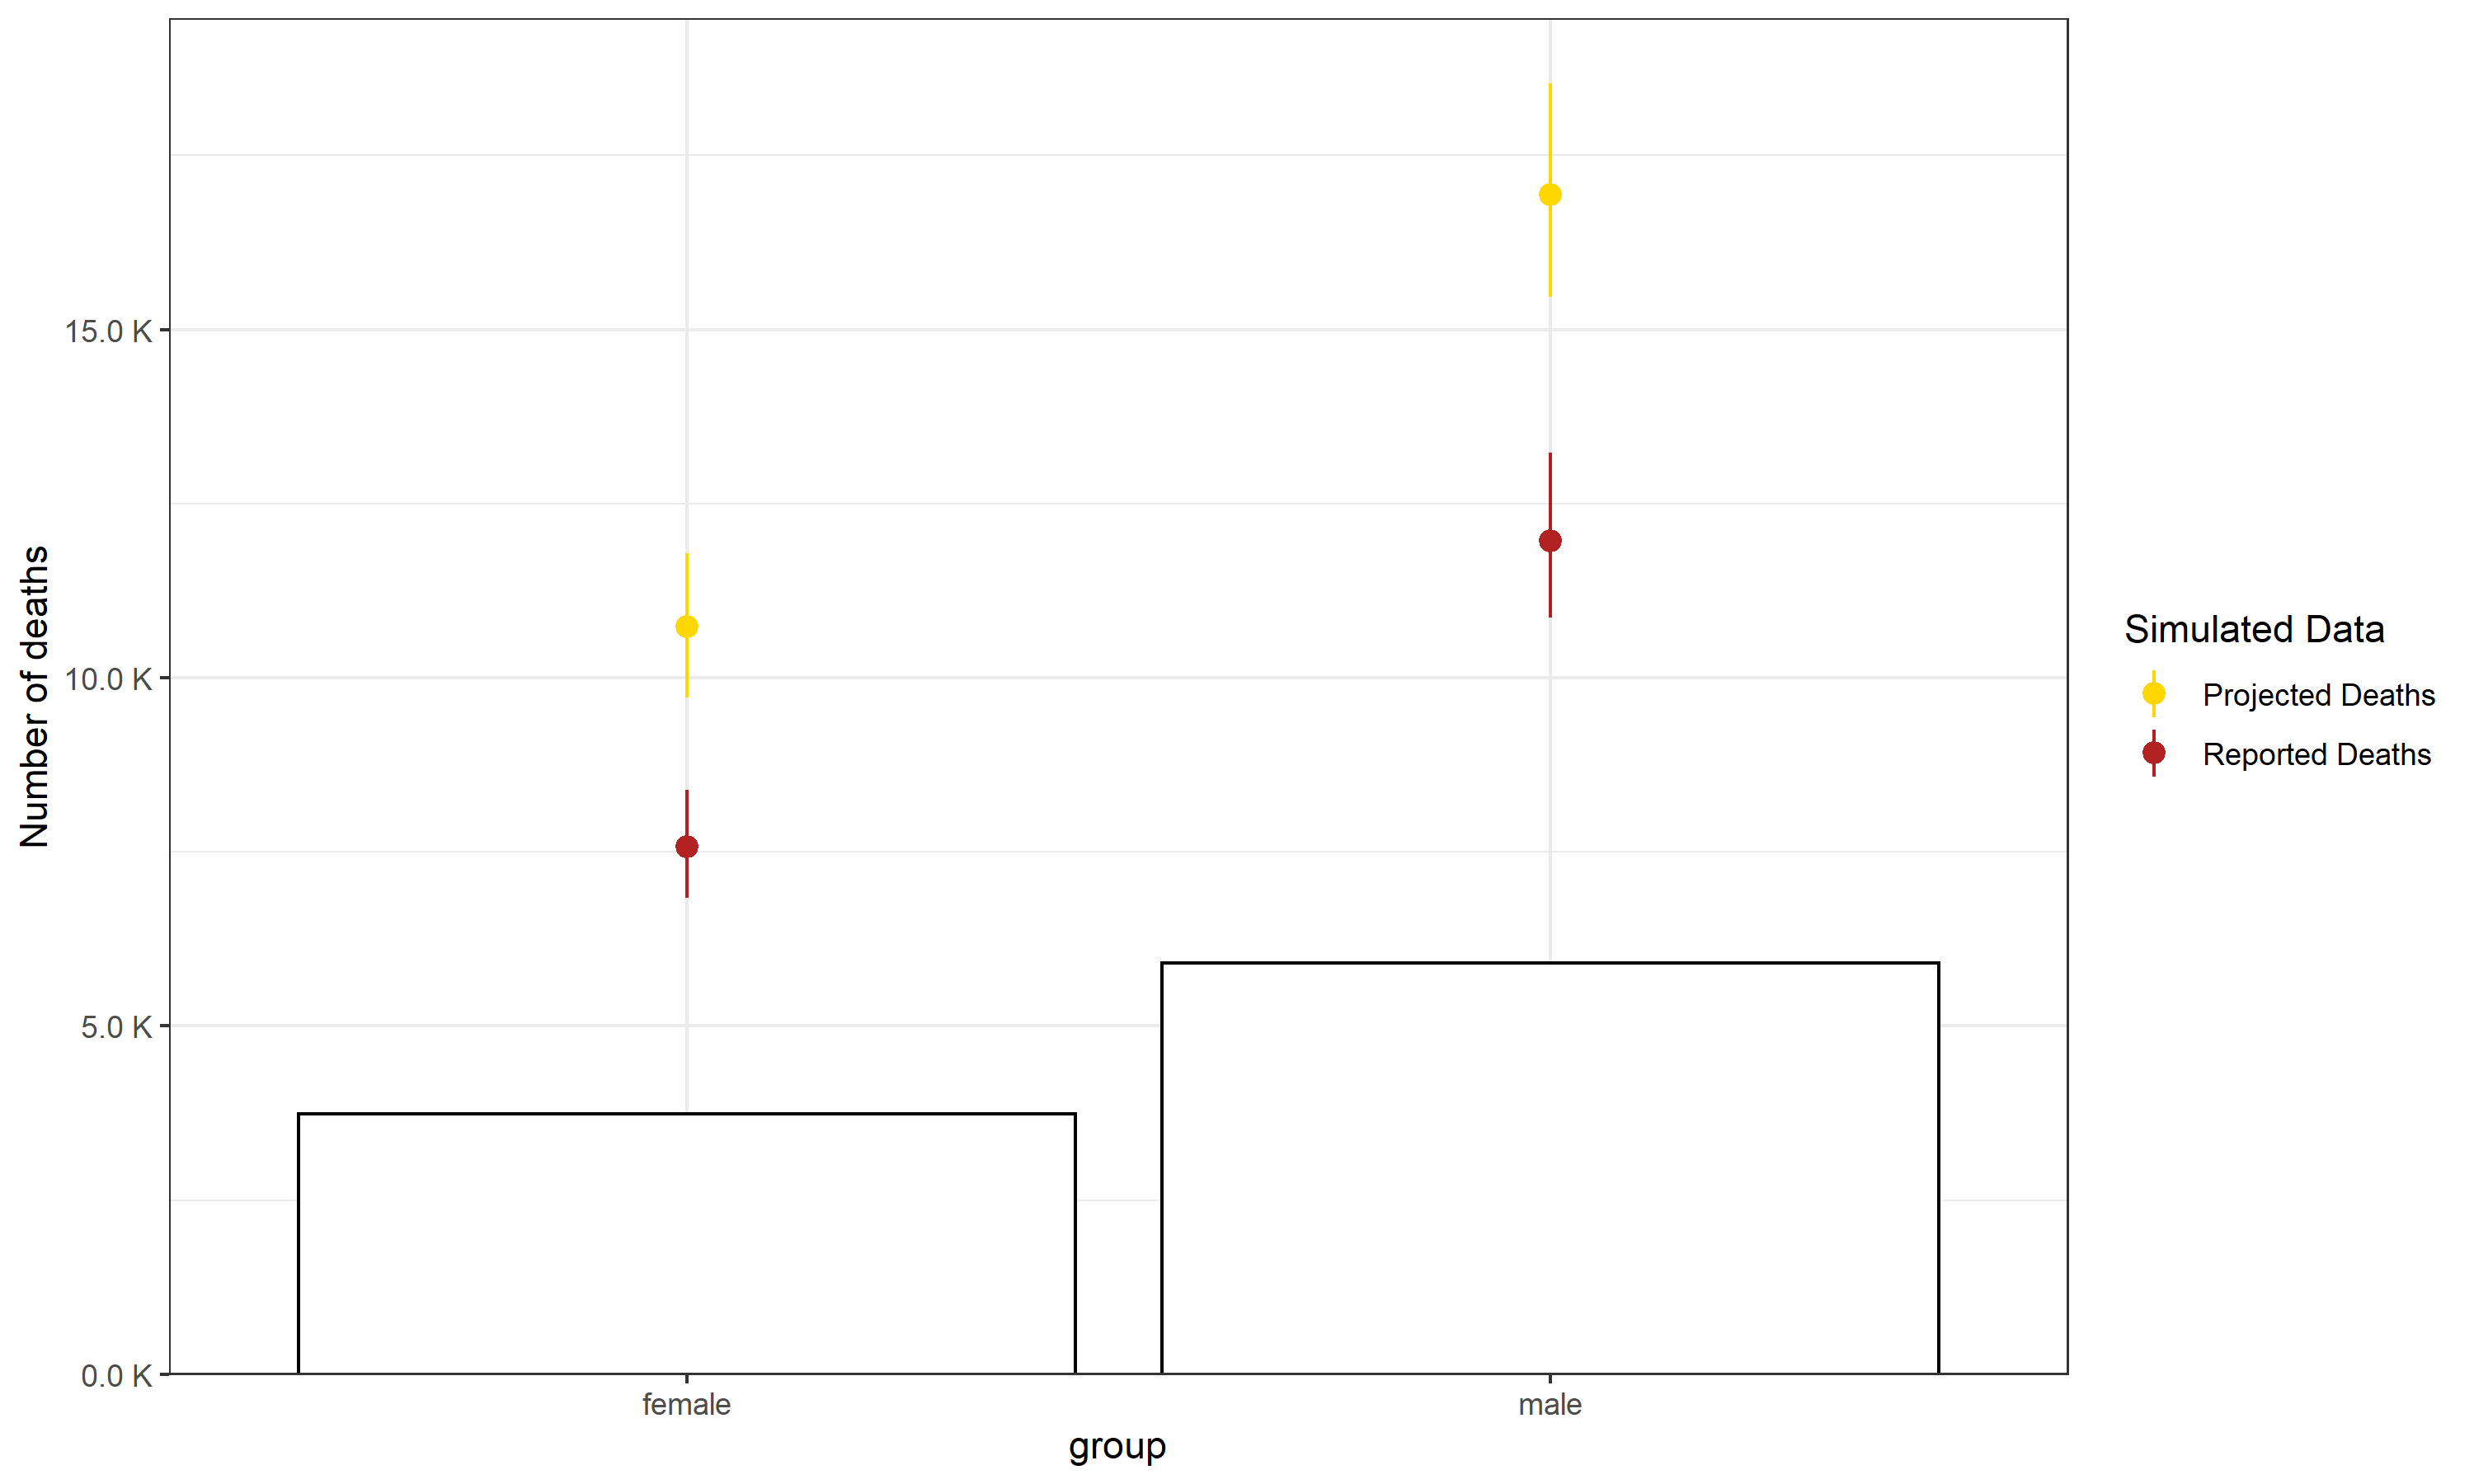 Number of deaths
15.0 K
10.0 K
5.0 K
0.0 K
female
male
group
Simulated Data
Projected Deaths
Reported Deaths